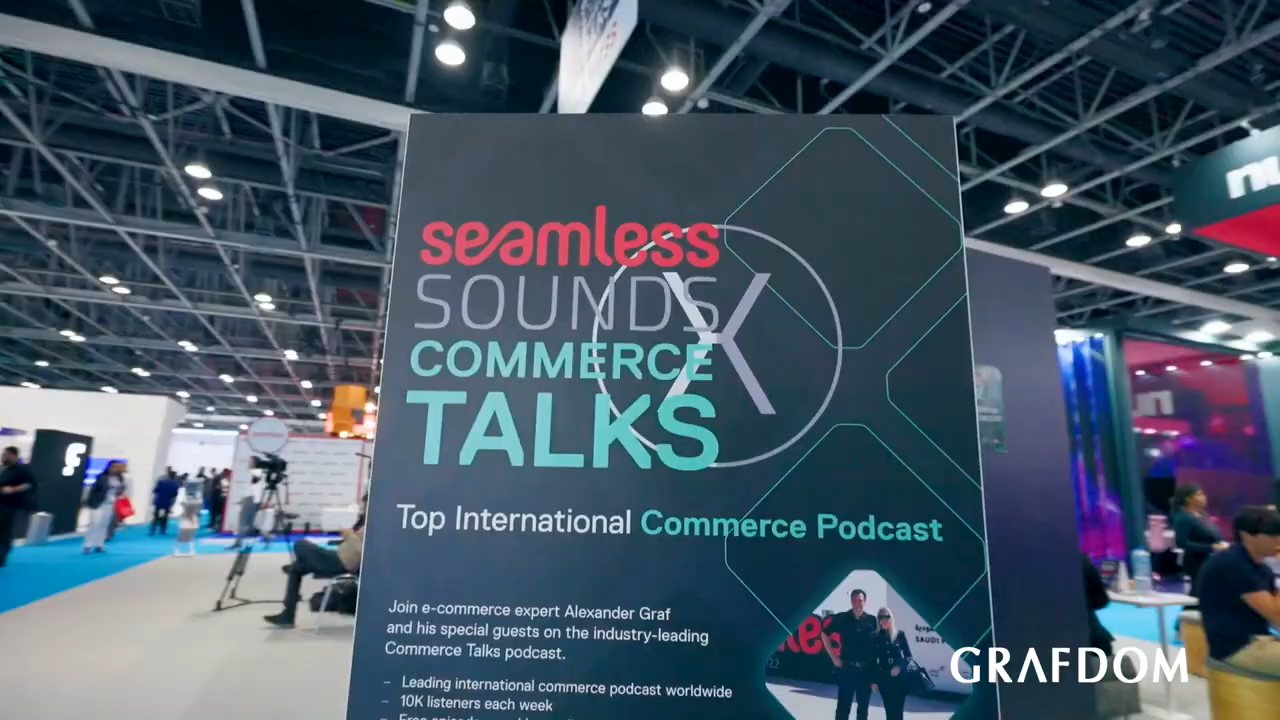 seamless
SOUNDS
X
COMMERCE
TALKS
Top International Commerce Podcast
Join e-commerce expert Alexander Graf
and his special guests on the industry-leading
Commerce Talks podcast.
– Leading international commerce podcast worldwide
– 10K listeners each week
GRAFDOM